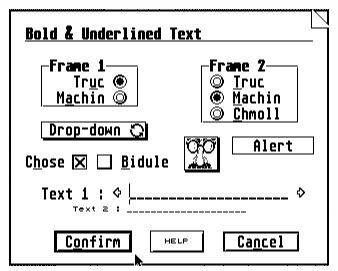 Bold & Underlined Text
Frame 1
Truc
Machin
Frame 2
Truc
Machin
Chmoll
Drop-down
Alert
Chose
Bidule
Text 1 :
Text 2 :
Confirm
HELP
Cancel